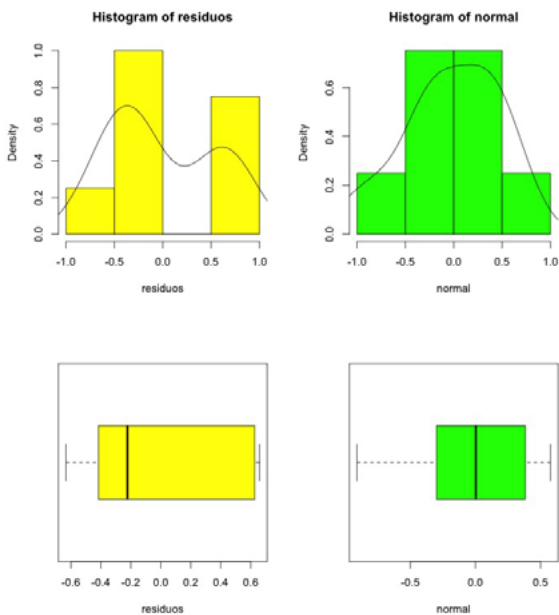 Histogram of residuos
Histogram of normal
Density
0.0 0.2 0.4 0.6 0.8 1.0
-1.0 -0.5 0.0 0.5 1.0
residuos
Density
0.0 0.2 0.4 0.6
-1.0 -0.5 0.0 0.5 1.0
normal
-0.6 -0.4 -0.2 0.0 0.2 0.4 0.6
residuos
-0.5 0.0 0.5
normal